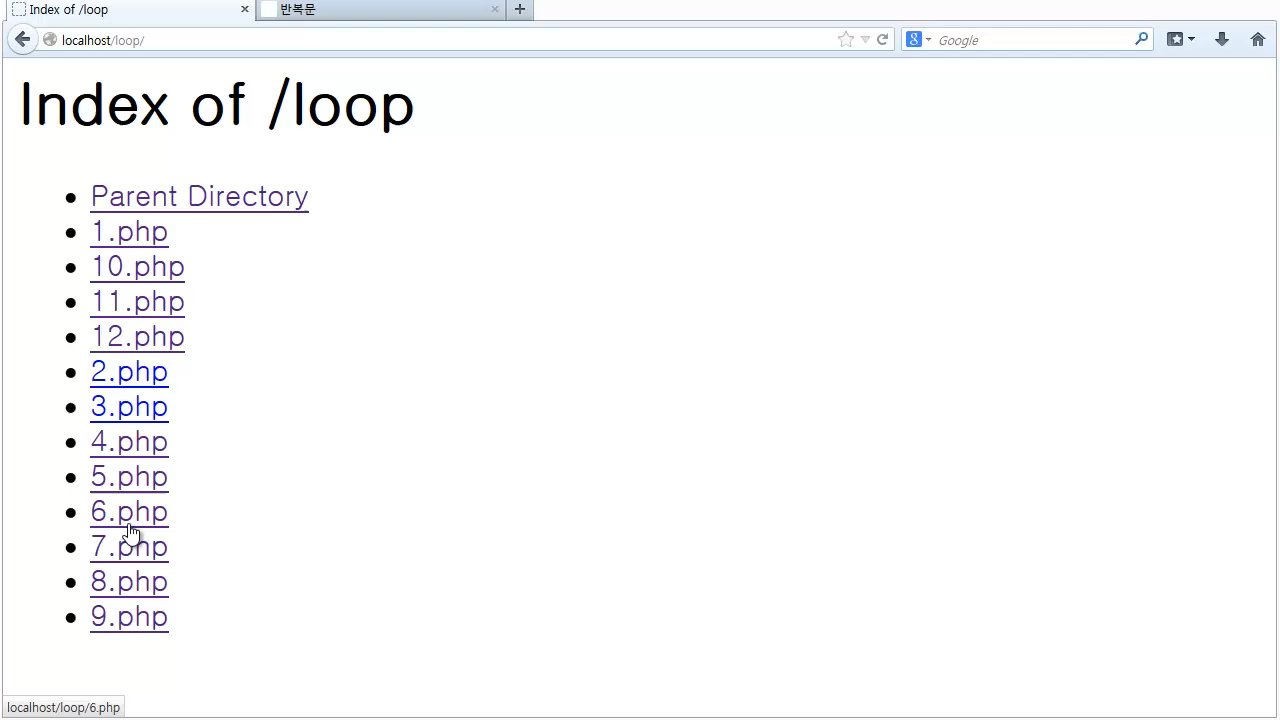 Index of /loop
반복문
localhost/loop/
Google
Index of /loop
Parent Directory
1.php
10.php
11.php
12.php
2.php
3.php
4.php
5.php
6.php
7.php
8.php
9.php
localhost/loop/6.php